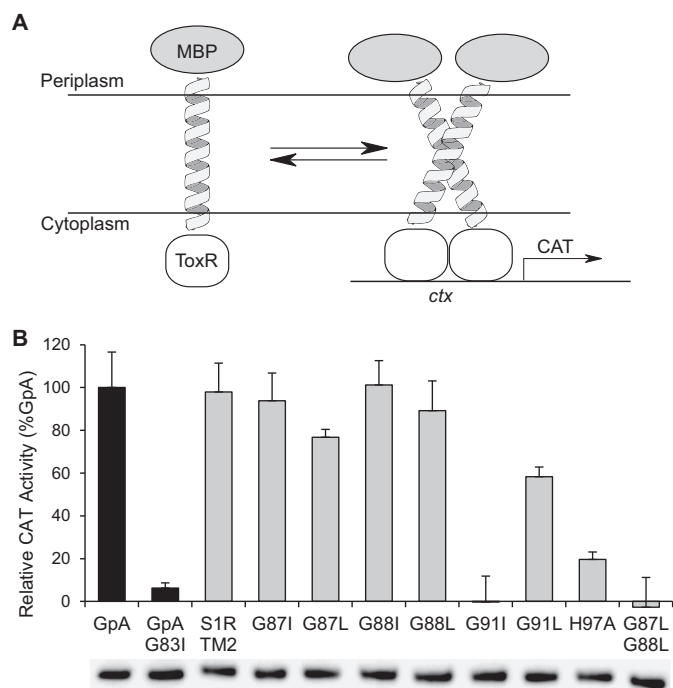 A
MBP
Periplasm
Cytoplasm
ToxR
CAT
ctx
B
Relative CAT Activity (%GpA)
120
100
80
60
40
20
0
GpA GpA S1R G87I G87L G88I G88L G91I G91L H97A G87L
G83I TM2 G88L